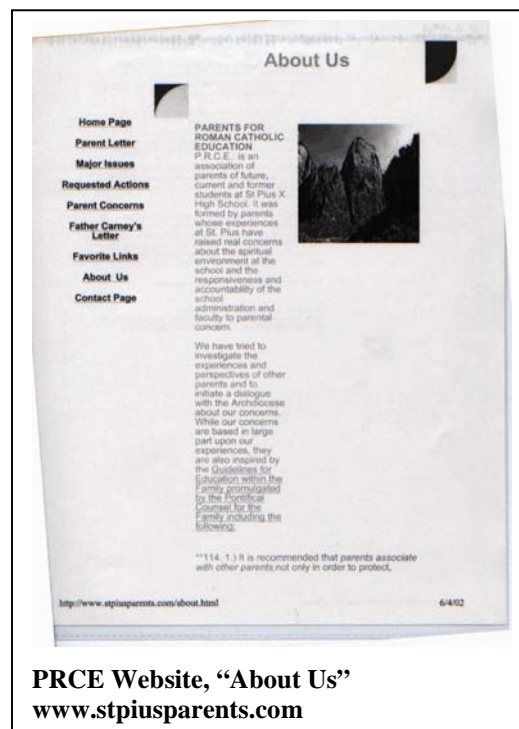 About Us
Home Page
Parent Letter
Major Issues
Requested Actions
Parent Concerns
Father Carney's
Letter
Favorite Links
About Us
Contact Page
PARENTS FOR
ROMAN CATHOLIC
EDUCATION
P.R.C.E.: is an
association of
parents of future,
current and former
students at St Pius X
High School. It was
formed by parents
whose experiences
at St. Pius have
raised real concerns
about the spiritual
environment at the
school and the
responsiveness and
accountability of the
school
administration and
faculty to parental
concern.
We have tried to
investigate the
experiences and
perspectives of other
parents and to
initiate a dialogue
with the Archdiocese
about our concerns.
While our concerns
are based in large
part upon our
experiences, they
are also inspired by
the Guidelines for
Education within the
Family promulgated
by the Pontifical
Counsel for the
Family including the
following:
"114. 1.) It is recommended that parents associate
with other parents,not only in order to protect,
http://www.stpiusparents.com/about.html 6/4/02
PRCE Website, “About Us”
www.stpiusparents.com